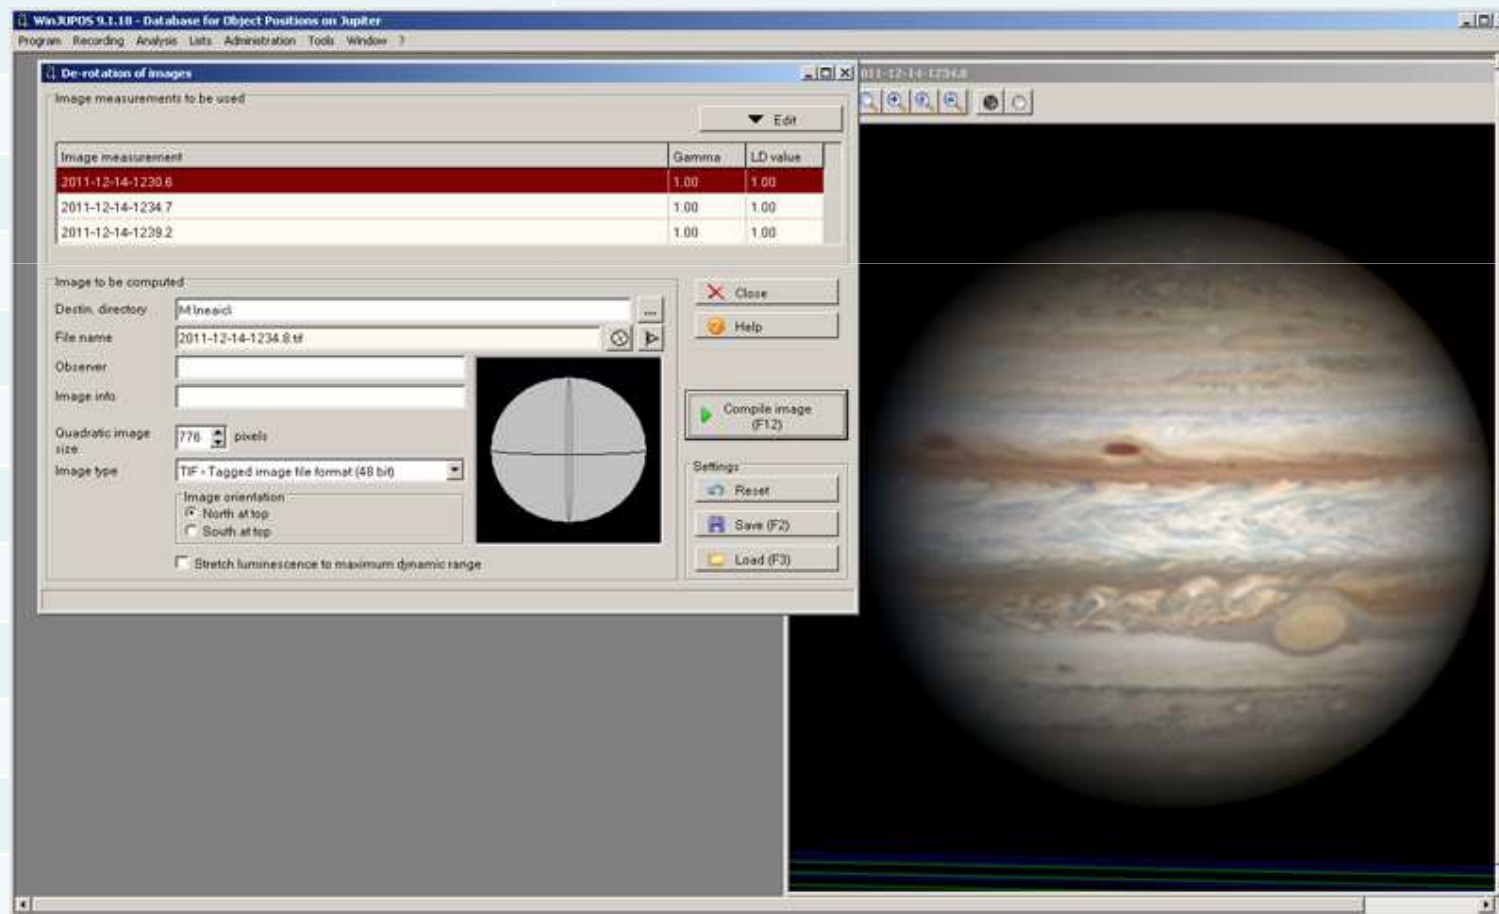 WinJUPOS 9.1.18 - Database for Object Positions on Jupiter
Program Recording Analysis Lists Administration Tools Window ?
De-rotation of images
2011-12-14-1234.8
Image measurements to be used
Edit
Image measurement Gamma LD value
2011-12-14-1230.6 1.00 1.00
2011-12-14-1234.7 1.00 1.00
2011-12-14-1239.2 1.00 1.00
Image to be computed
Close
Destin. directory
...
Help
File name 2011-12-14-1234.8.tif
Observer
Image info
Compile image
(F12)
Quadratic image
size
776 pixels
Image type TIF - Tagged image file format (48 bit)
Settings
Reset
Image orientation
North at top
South at top
Save (F2)
Load (F3)
Stretch luminescence to maximum dynamic range